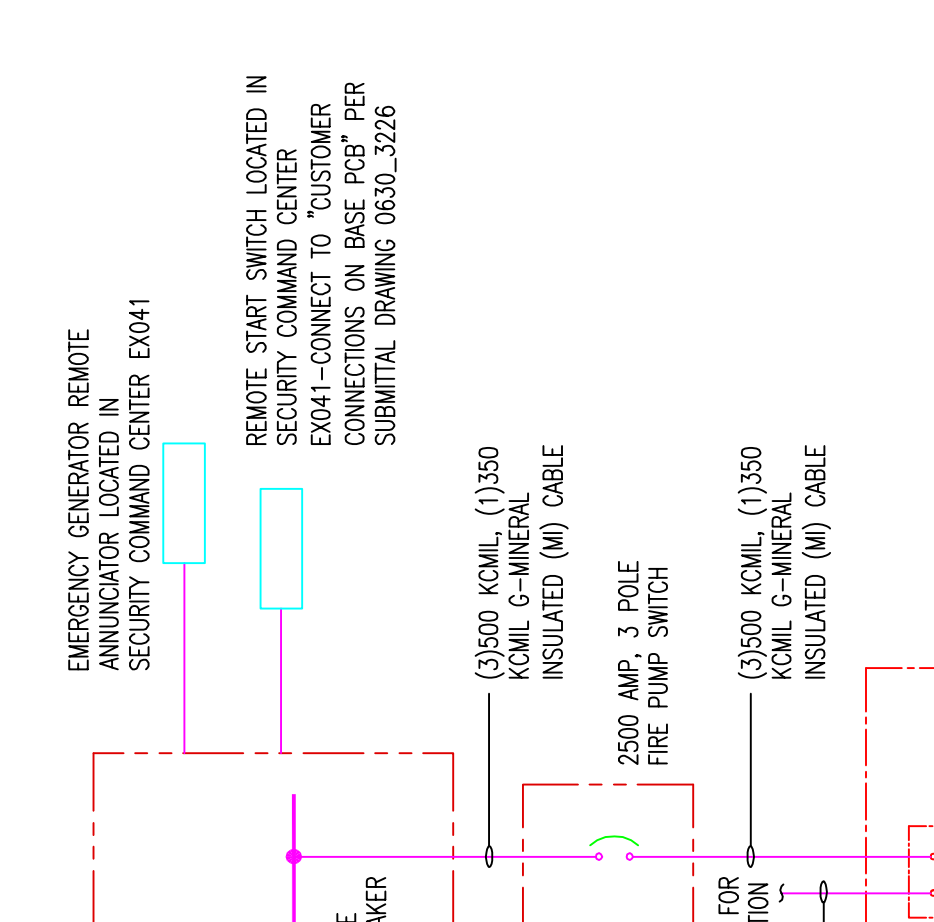 EMERGENCY GENERATOR REMOTE
ANNUNCIATOR LOCATED IN
SECURITY COMMAND CENTER EX041
REMOTE START SWITCH LOCATED IN
SECURITY COMMAND CENTER
EX041-CONNECT TO "CUSTOMER
CONNECTIONS ON BASE PCB" PER
SUBMITTAL DRAWING 0630_3226
(3)500 KCMIL, (1)350
KCMIL G-MINERAL
INSULATED (MI) CABLE
2500 AMP, 3 POLE
FIRE PUMP SWITCH
(3)500 KCMIL, (1)350
KCMIL G-MINERAL
INSULATED (MI) CABLE
FOR